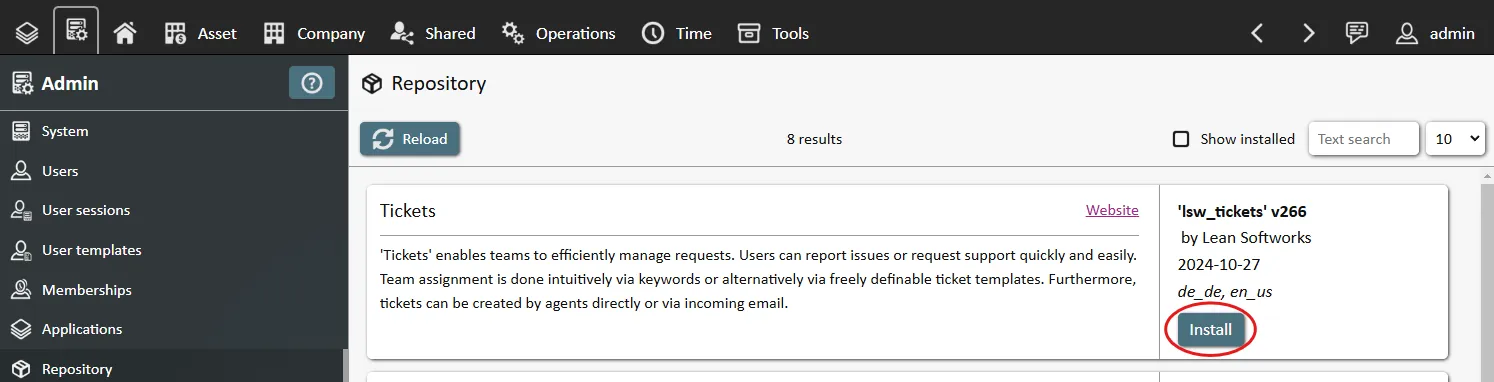 Asset Company Shared Operations Time Tools admin
Admin
System
Users
User sessions
User templates
Memberships
Applications
Repository
Repository
Reload 8 results Show installed Text search 10
Tickets Website
'Tickets' enables teams to efficiently manage requests. Users can report issues or request support quickly and easily.
Team assignment is done intuitively via keywords or alternatively via freely definable ticket templates. Furthermore,
tickets can be created by agents directly or via incoming email.
'lsw_tickets' v266
by Lean Softworks
2024-10-27
de_de, en_us
Install